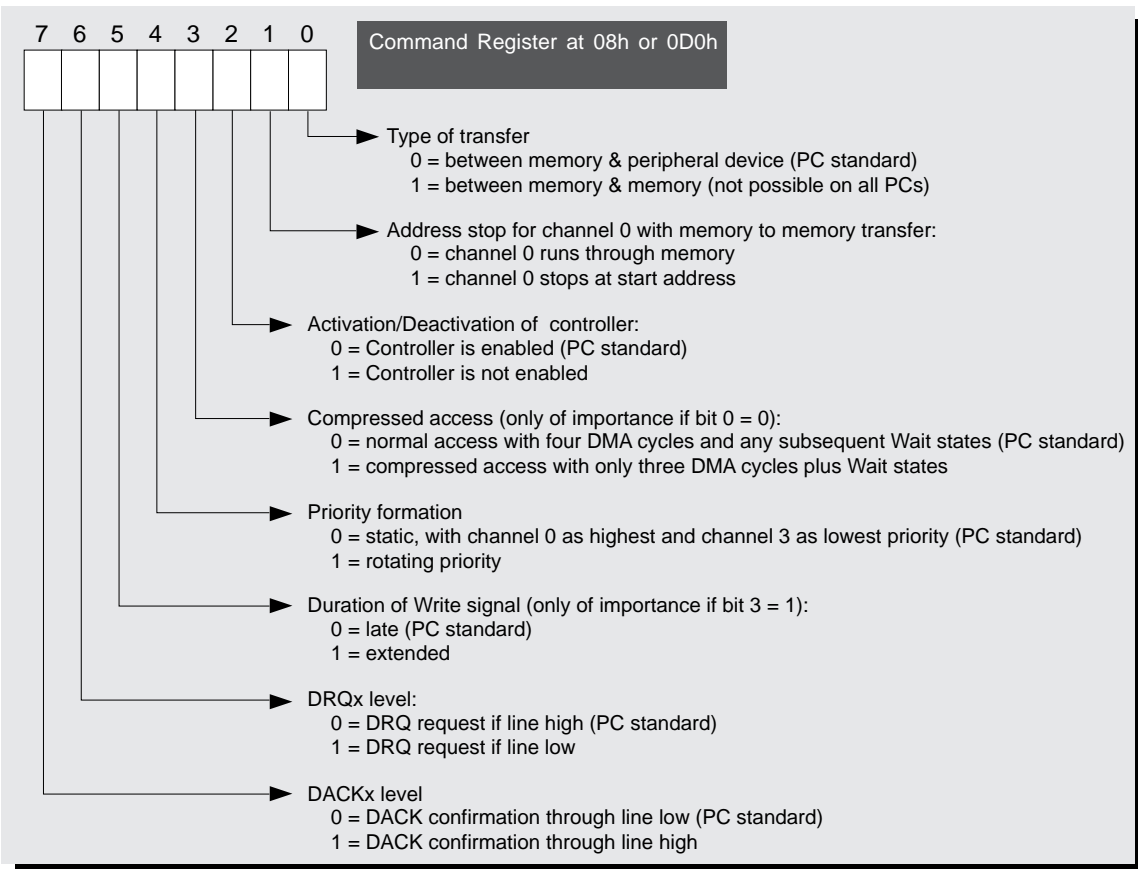 7 6 5 4 3 2 1 0
Command Register at 08h or 0D0h
Type of transfer
0 = between memory & peripheral device (PC standard)
1 = between memory & memory (not possible on all PCs)
Address stop for channel 0 with memory to memory transfer:
0 = channel 0 runs through memory
1 = channel 0 stops at start address
Activation/Deactivation of controller:
0 = Controller is enabled (PC standard)
1 = Controller is not enabled
Compressed access (only of importance if bit 0 = 0):
0 = normal access with four DMA cycles and any subsequent Wait states (PC standard)
1 = compressed access with only three DMA cycles plus Wait states
Priority formation
0 = static, with channel 0 as highest and channel 3 as lowest priority (PC standard)
1 = rotating priority
Duration of Write signal (only of importance if bit 3 = 1):
0 = late (PC standard)
1 = extended
DRQx level:
0 = DRQ request if line high (PC standard)
1 = DRQ request if line low
DACKx level
0 = DACK confirmation through line low (PC standard)
1 = DACK confirmation through line high